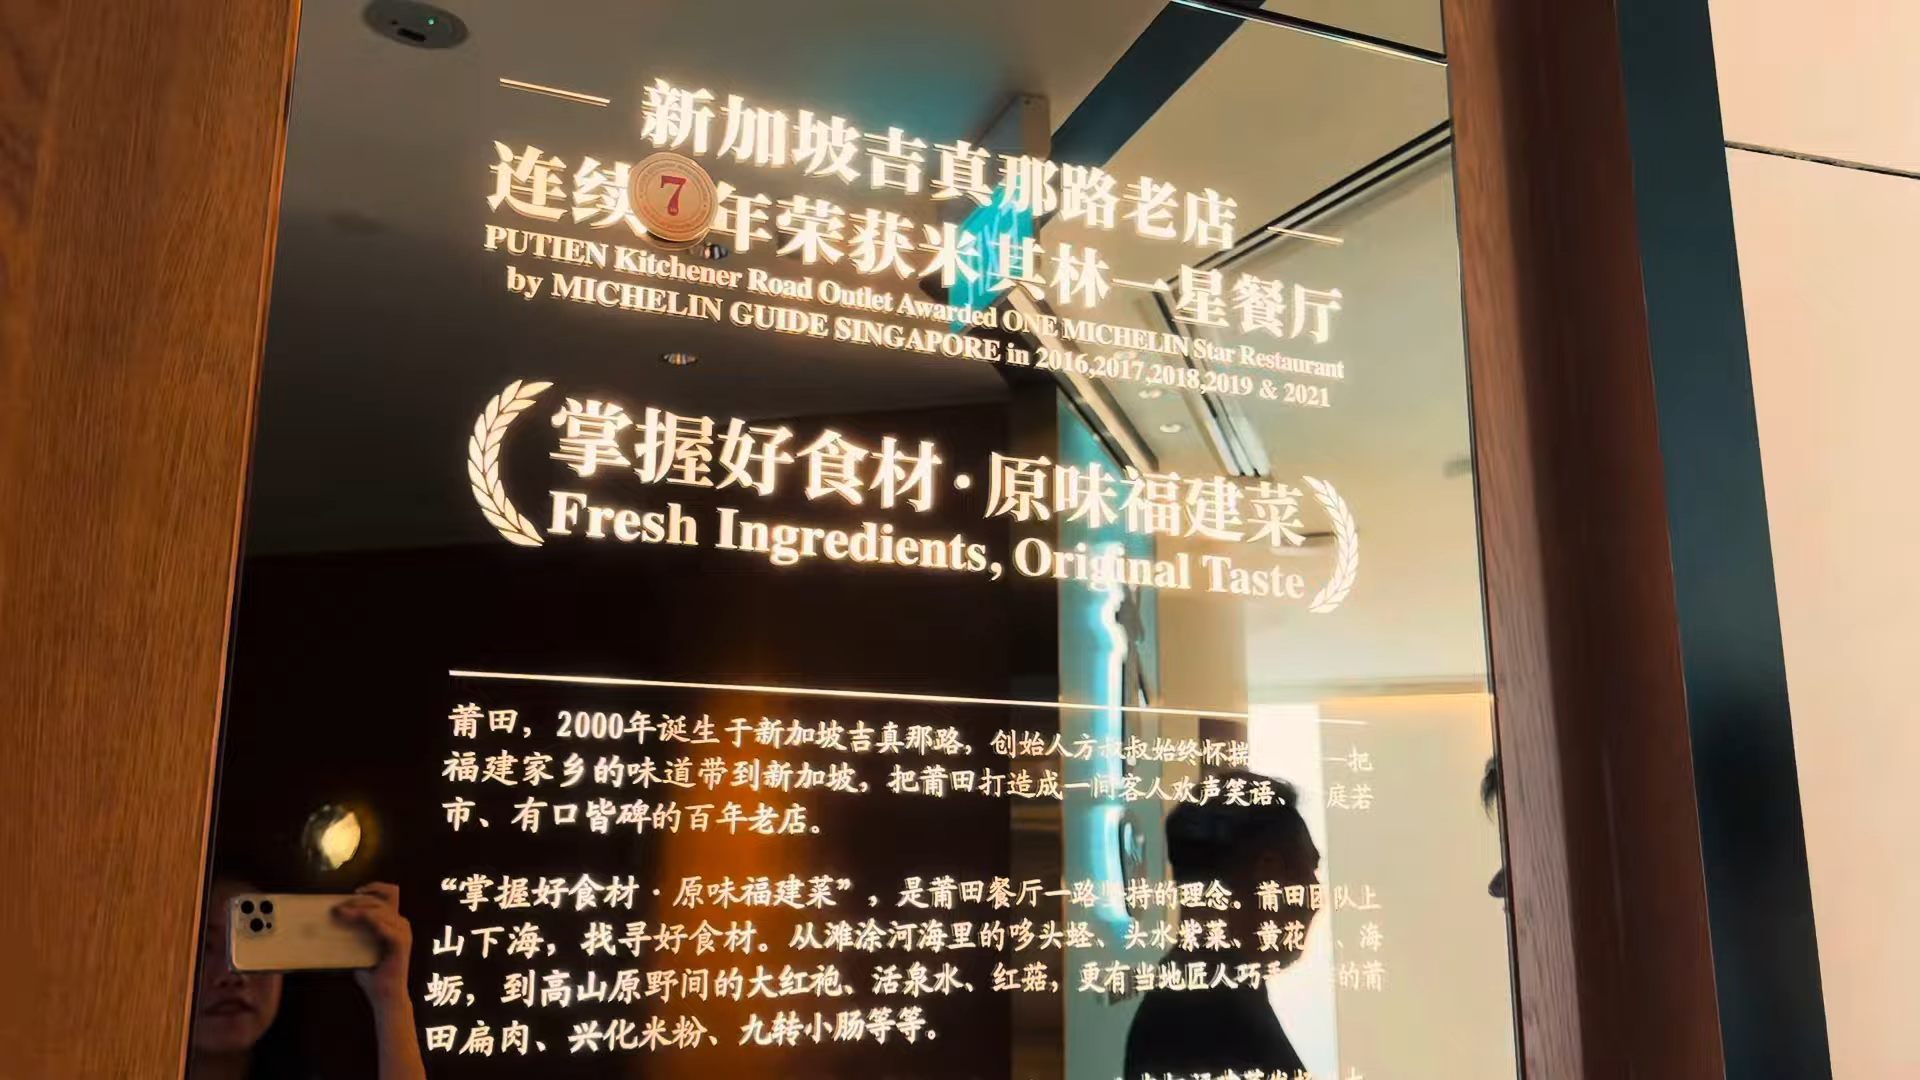 新加坡吉真那路老店
连续7年荣获米其林一星餐厅
PUTIEN Kitchener Road Outlet Awarded ONE MICHELIN Star Restaurant
by MICHELIN GUIDE SINGAPORE in 2016,2017,2018,2019 & 2021
掌握好食材·原味福建菜
Fresh Ingredients, Original Taste
莆田，2000年诞生于新加坡吉真那路，创始人方叔叔始终怀揣 一把
福建家乡的味道带到新加坡，把莆田打造成一间客人欢声笑语、 庭若
市、有口皆碑的百年老店。
“掌握好食材·原味福建菜”，是莆田餐厅一路坚持的理念。莆田团队上
山下海，找寻好食材。从滩涂河海里的哆头蛏、头水紫菜、黄花 、海
蛎，到高山原野间的大红袍、活泉水、红菇，更有当地匠人巧 的莆
田扁肉、兴化米粉、九转小肠等等。